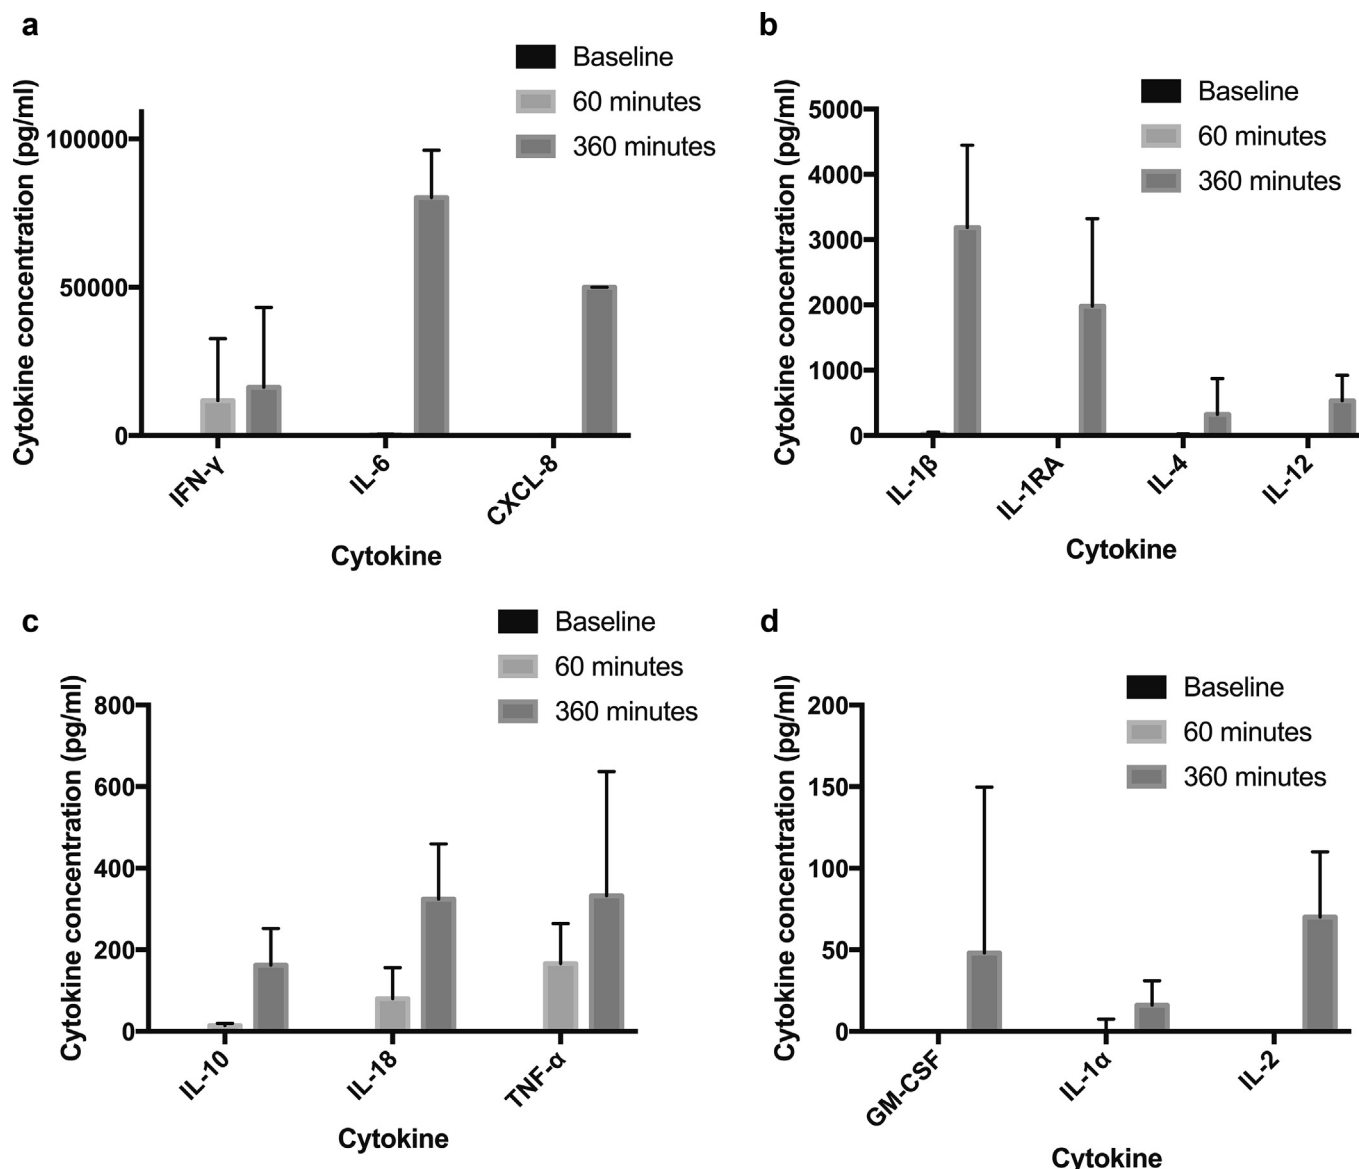 a
Baseline
60 minutes
360 minutes
Cytokine concentration (pg/ml)
100000
50000
0
IFN-γ
IL-6
CXCL-8
Cytokine
b
Baseline
60 minutes
360 minutes
Cytokine concentration (pg/ml)
5000
4000
3000
2000
1000
0
IL-1β
IL-1RA
IL-4
IL-12
Cytokine
c
Baseline
60 minutes
360 minutes
Cytokine concentration (pg/ml)
800
600
400
200
0
IL-10
IL-18
TNF-α
Cytokine
d
Baseline
60 minutes
360 minutes
Cytokine concentration (pg/ml)
200
150
100
50
0
GM-CSF
IL-1α
IL-2
Cytokine